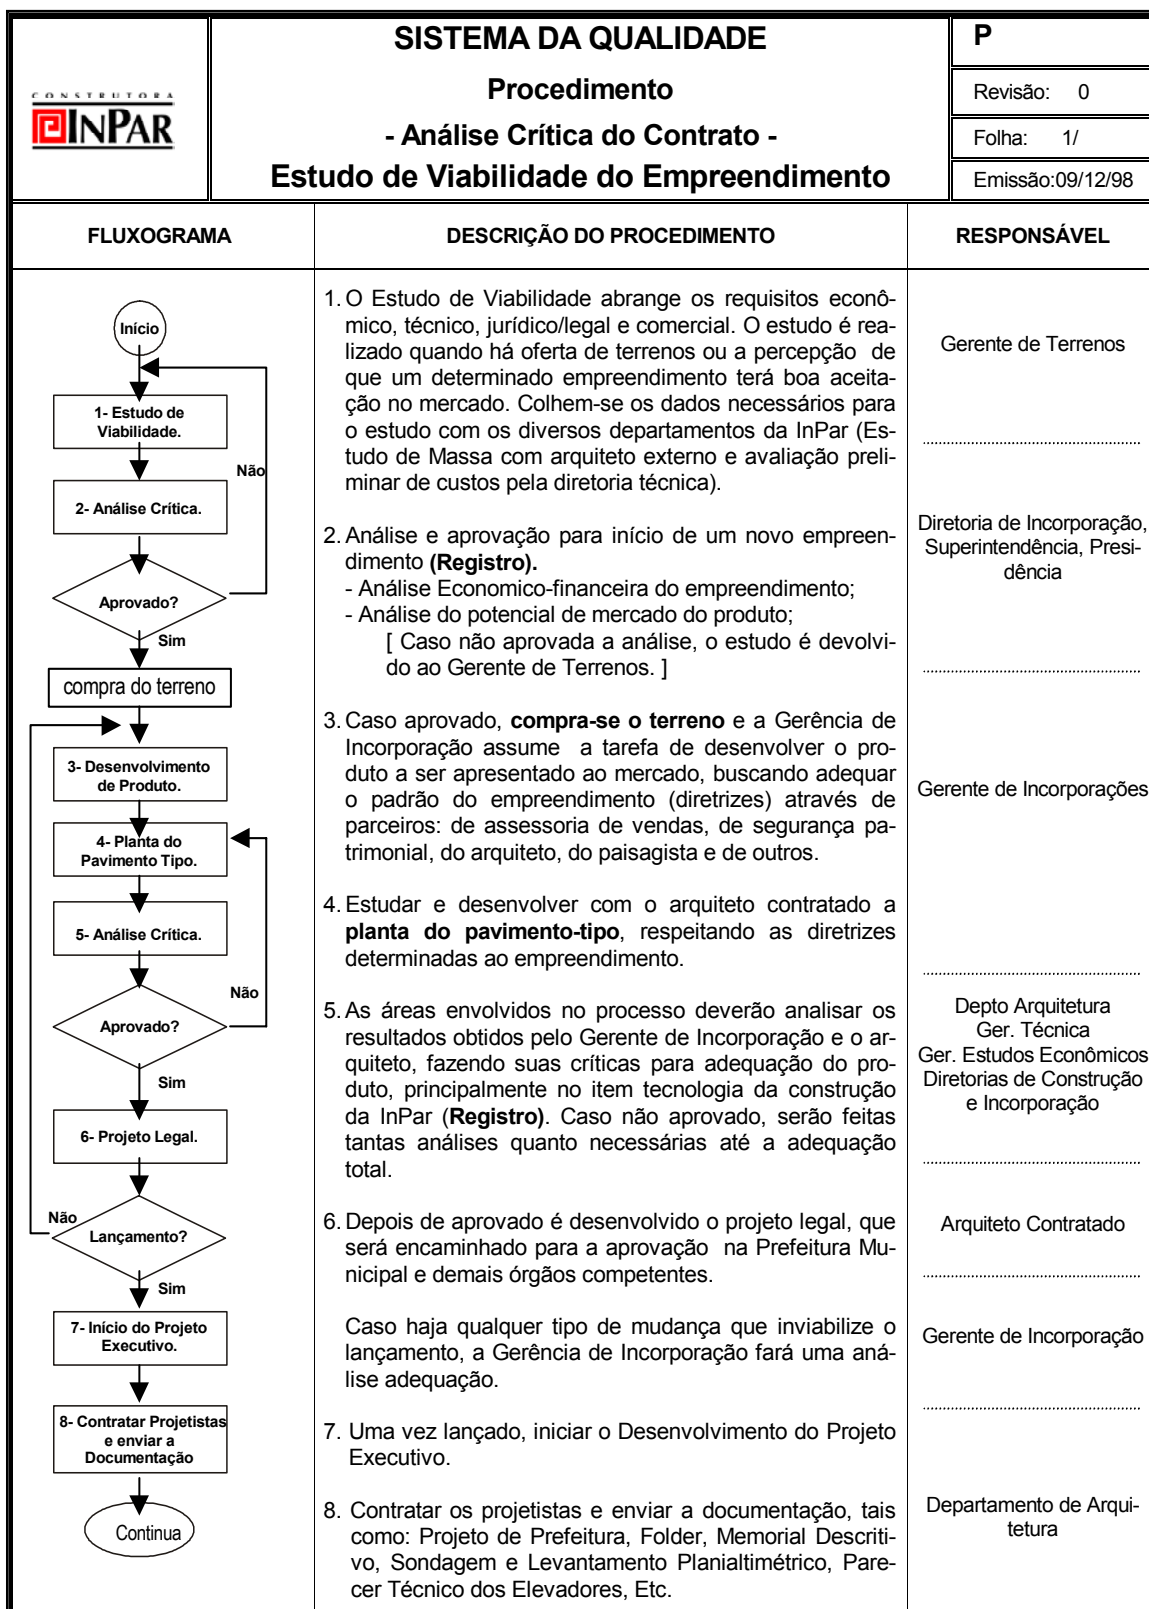 CONSTRUTORA
INPAR
SISTEMA DA QUALIDADE
Procedimento
- Análise Crítica do Contrato -
Estudo de Viabilidade do Empreendimento
P
Revisão: 0
Folha: 1/
Emissão:09/12/98
FLUXOGRAMA
DESCRIÇÃO DO PROCEDIMENTO
RESPONSÁVEL
Início
1- Estudo de
Viabilidade.
Não
2- Análise Crítica.
Aprovado?
Sim
compra do terreno
3- Desenvolvimento
de Produto.
4- Planta do
Pavimento Tipo.
5- Análise Crítica.
Não
Aprovado?
Sim
6- Projeto Legal.
Não
Lançamento?
Sim
7- Início do Projeto
Executivo.
8- Contratar Projetistas
e enviar a
Documentação
Continua
1. O Estudo de Viabilidade abrange os requisitos econô-
mico, técnico, jurídico/legal e comercial. O estudo é rea-
lizado quando há oferta de terrenos ou a percepção de
que um determinado empreendimento terá boa aceita-
ção no mercado. Colhem-se os dados necessários para
o estudo com os diversos departamentos da InPar (Es-
tudo de Massa com arquiteto externo e avaliação preli-
minar de custos pela diretoria técnica).
2. Análise e aprovação para início de um novo empreen-
dimento (Registro).
- Análise Economico-financeira do empreendimento;
- Análise do potencial de mercado do produto;
[ Caso não aprovada a análise, o estudo é devolvi-
do ao Gerente de Terrenos. ]
3. Caso aprovado, compra-se o terreno e a Gerência de
Incorporação assume a tarefa de desenvolver o pro-
duto a ser apresentado ao mercado, buscando adequar
o padrão do empreendimento (diretrizes) através de
parceiros: de assessoria de vendas, de segurança pa-
trimonial, do arquiteto, do paisagista e de outros.
4. Estudar e desenvolver com o arquiteto contratado a
planta do pavimento-tipo, respeitando as diretrizes
determinadas ao empreendimento.
5. As áreas envolvidos no processo deverão analisar os
resultados obtidos pelo Gerente de Incorporação e o ar-
quiteto, fazendo suas críticas para adequação do pro-
duto, principalmente no item tecnologia da construção
da InPar (Registro). Caso não aprovado, serão feitas
tantas análises quanto necessárias até a adequação
total.
6. Depois de aprovado é desenvolvido o projeto legal, que
será encaminhado para a aprovação na Prefeitura Mu-
nicipal e demais órgãos competentes.
Caso haja qualquer tipo de mudança que inviabilize o
lançamento, a Gerência de Incorporação fará uma aná-
lise adequação.
7. Uma vez lançado, iniciar o Desenvolvimento do Projeto
Executivo.
8. Contratar os projetistas e enviar a documentação, tais
como: Projeto de Prefeitura, Folder, Memorial Descriti-
vo, Sondagem e Levantamento Planialtimétrico, Pare-
cer Técnico dos Elevadores, Etc.
Gerente de Terrenos
Diretoria de Incorporação,
Superintendência, Presi-
dência
Gerente de Incorporações
Depto Arquitetura
Ger. Técnica
Ger. Estudos Econômicos
Diretorias de Construção
e Incorporação
Arquiteto Contratado
Gerente de Incorporação
Departamento de Arqui-
tetura